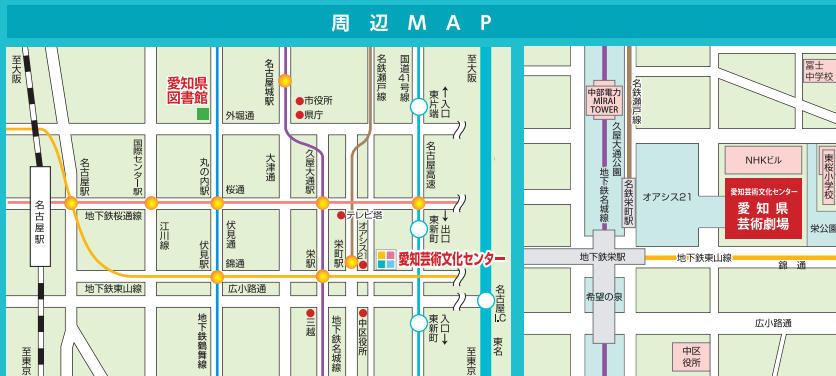 周辺MAP
至大阪
愛知県
図書館
外堀通
名古屋城駅
市役所
県庁
名鉄瀬戸線
国道41号線
↑入口
東片端
至大阪
名古屋駅
名古屋駅
国際センター駅
丸の内駅
大津通
久屋大通駅
名古屋高速
桜通
地下鉄桜通線
テレビ塔
江川線
伏見通
伏見駅
錦通
栄駅
栄町駅
オアシス21
↓出口
東新町
愛知芸術文化センター
地下鉄東山線
広小路通
名古屋I.C
東名
三越
中区役所
地下鉄鶴舞線
地下鉄名城線
入口↓
東新町
至東京
至東京
名鉄瀬戸線
中部電力
MIRAI
TOWER
久屋大通公園
地下鉄名城線
名鉄栄町駅
オアシス21
NHKビル
愛知芸術文化センター
愛知県
芸術劇場
冨士
中学校
東桜小学校
栄公園
地下鉄栄駅
地下鉄東山線
錦通
希望の泉
広小路通
中区
役所